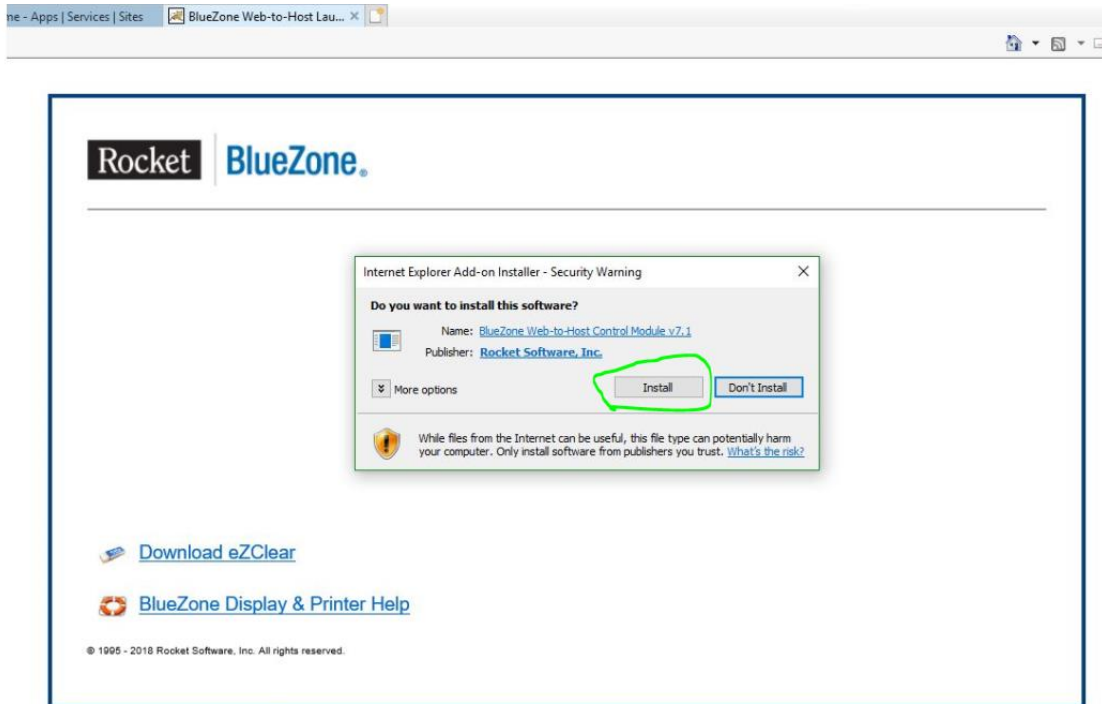 me - Apps | Services | Sites
BlueZone Web-to-Host Lau...
Rocket BlueZone®
Internet Explorer Add-on Installer - Security Warning
Do you want to install this software?
Name: BlueZone Web-to-Host Control Module v7.1
Publisher: Rocket Software, Inc.
More options
Install
Don't Install
While files from the Internet can be useful, this file type can potentially harm
your computer. Only install software from publishers you trust. What's the risk?
Download eZClear
BlueZone Display & Printer Help
© 1995 - 2018 Rocket Software, Inc. All rights reserved.